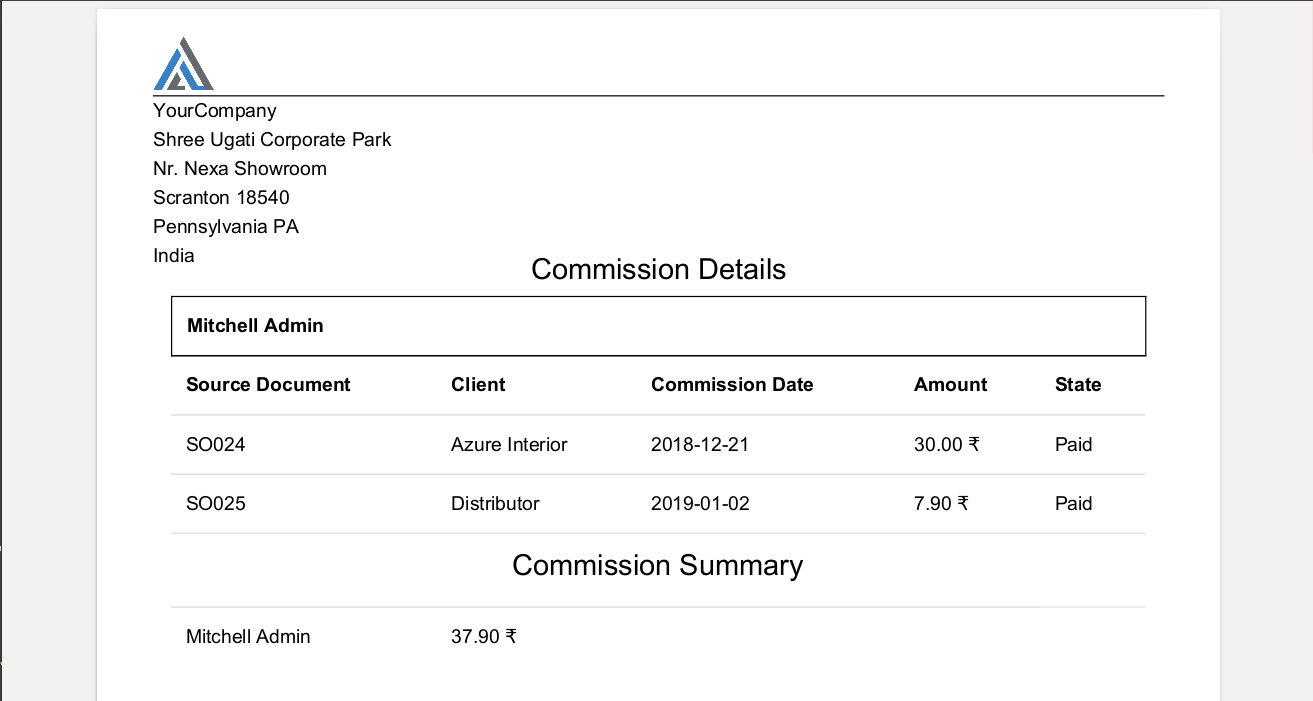 YourCompany
Shree Ugati Corporate Park
Nr. Nexa Showroom
Scranton 18540
Pennsylvania PA
India
Commission Details
Mitchell Admin
Source Document Client Commission Date Amount State
SO024 Azure Interior 2018-12-21 30.00 ₹ Paid
SO025 Distributor 2019-01-02 7.90 ₹ Paid
Commission Summary
Mitchell Admin 37.90 ₹